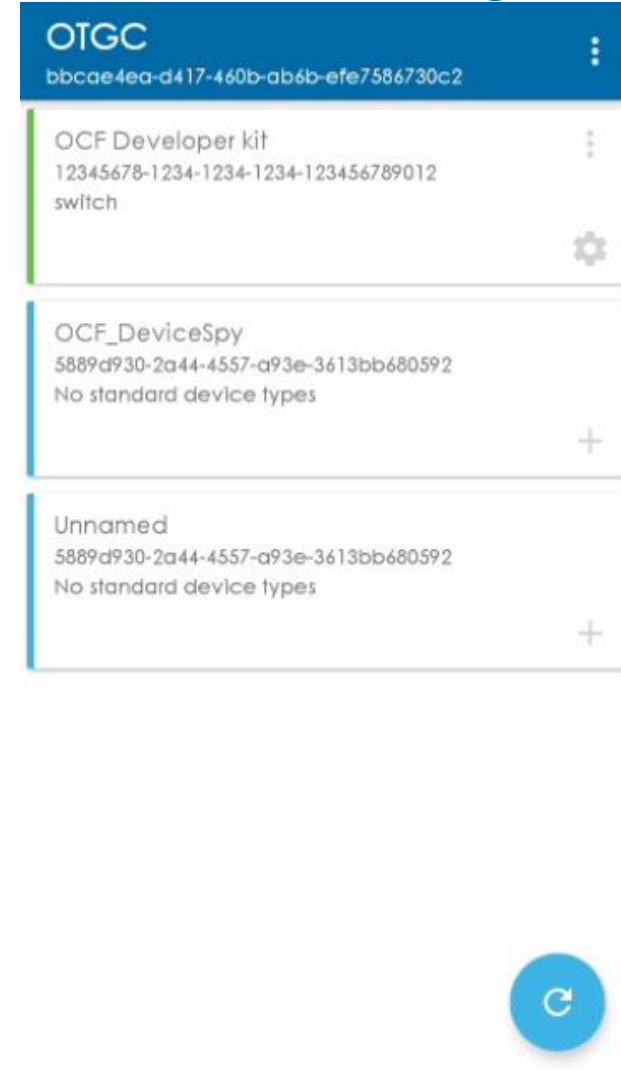 OTGC
bbcae4ea-d417-460b-ab6b-efe7586730c2
OCF Developer kit
12345678-1234-1234-1234-123456789012
switch
OCF_DeviceSpy
5889d930-2a44-4557-a93e-3613bb680592
No standard device types
Unnamed
5889d930-2a44-4557-a93e-3613bb680592
No standard device types